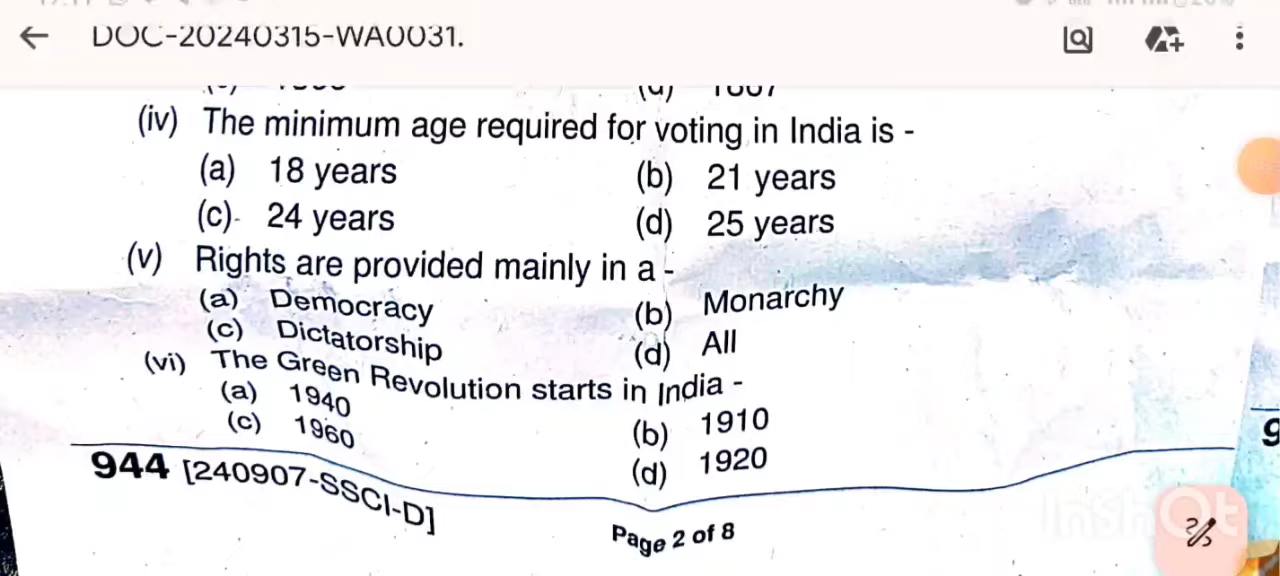 DOC-20240315-WA0031.
(iv) The minimum age required for voting in India is -
(a) 18 years (b) 21 years
(c)- 24 years (d) 25 years
(v) Rights are provided mainly in a -
(a) Democracy (b) Monarchy
(c) Dictatorship (d) All
(vi) The Green Revolution starts in India -
(a) 1940 (b) 1910
(c) 1960 (d) 1920
944 [240907-SSCI-D] Page 2 of 8
InShOt